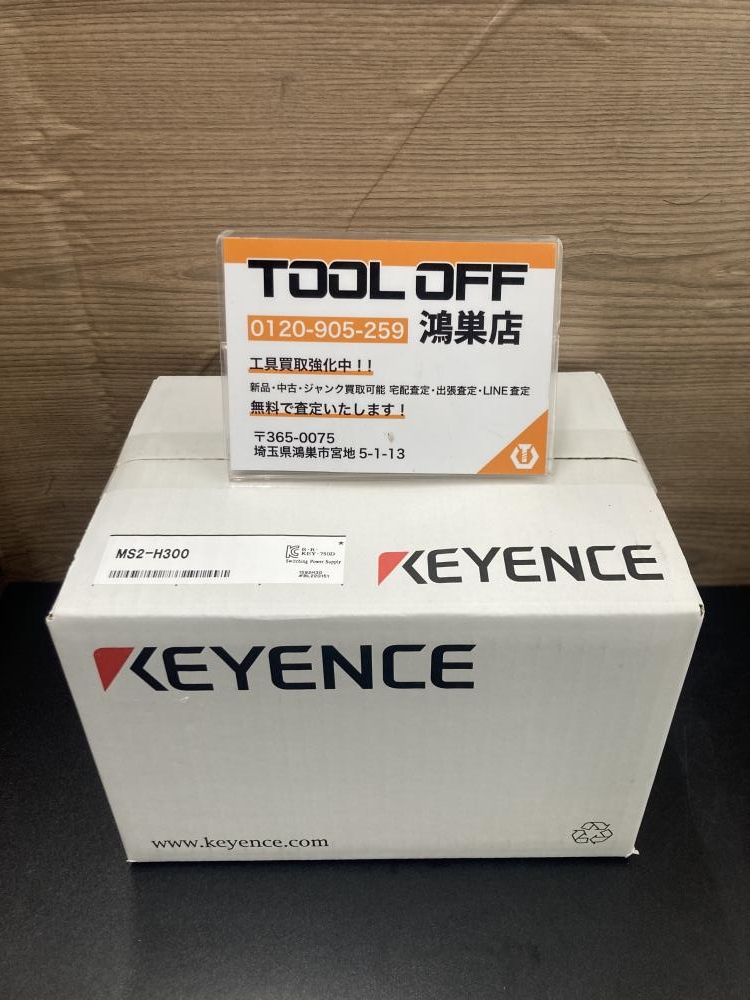 TOOL OFF
0120-905-259 鴻巣店
工具買取強化中！！
新品・中古・ジャンク買取可能 宅配査定・出張査定・LINE査定
無料で査定いたします！
〒365-0075
埼玉県鴻巣市宮地 5-1-13
MS2-H300
KEY-750D
Switching Power Supply
KEYENCE
KEYENCE
www.keyence.com